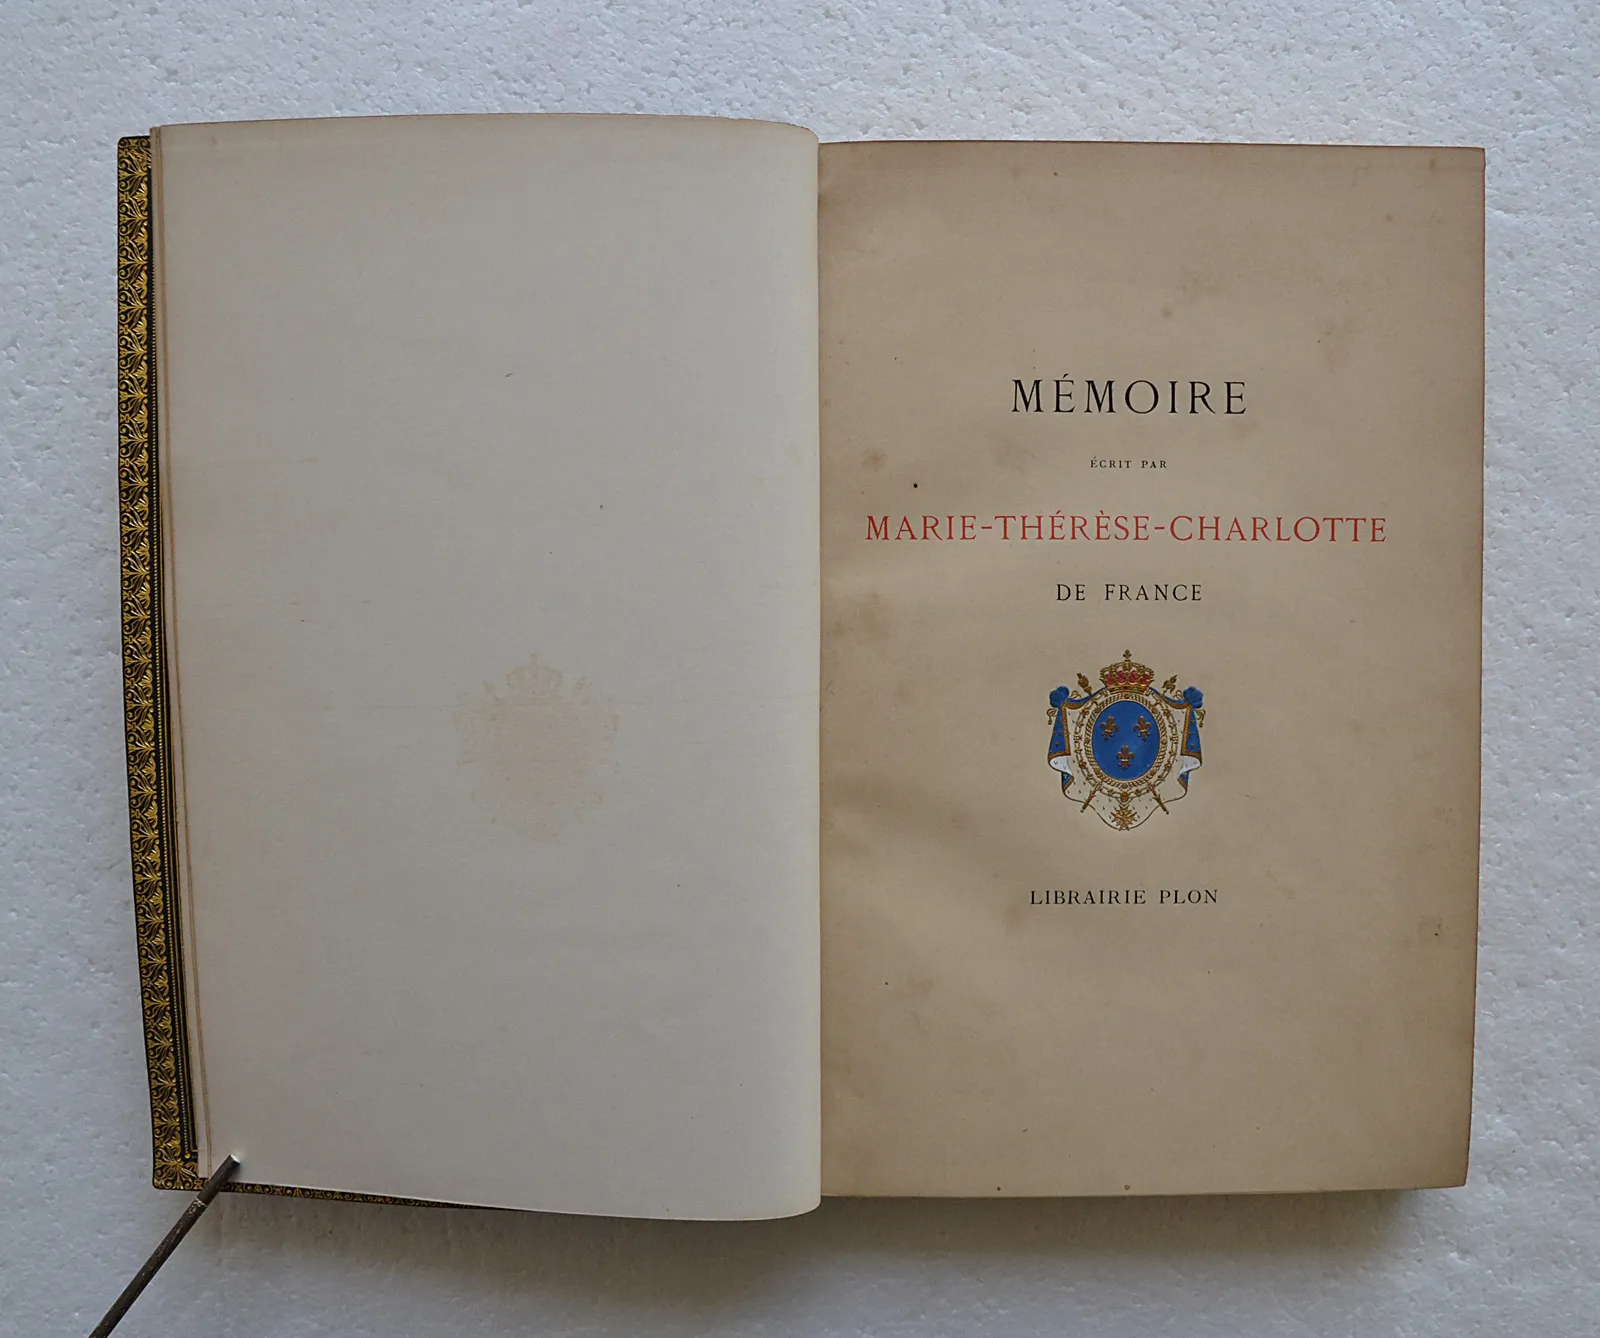 MÉMOIRE
ÉCRIT PAR
MARIE-THÉRÈSE-CHARLOTTE
DE FRANCE
LIBRAIRIE PLON